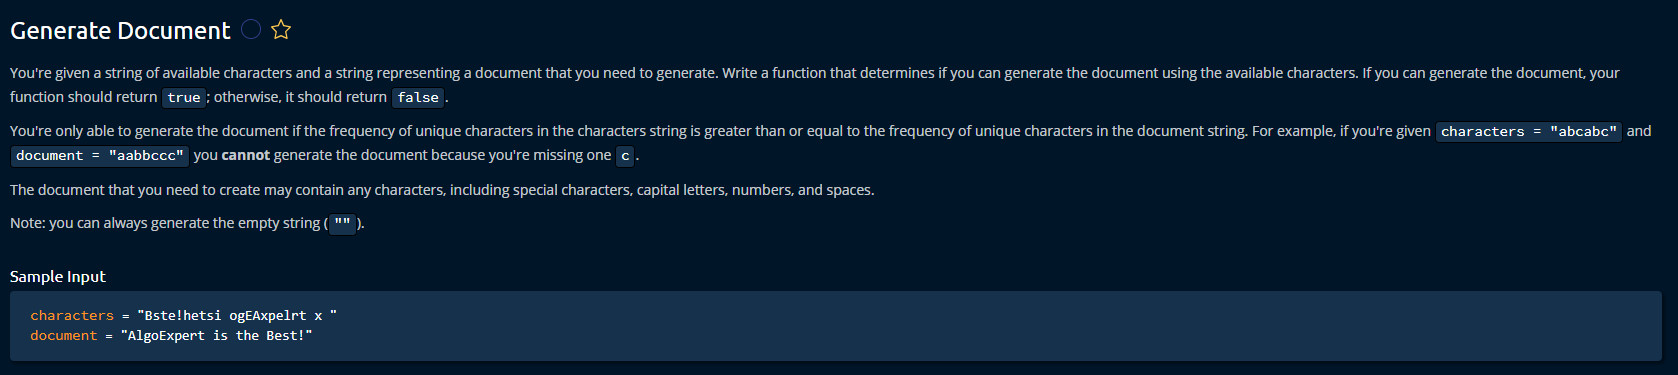 Generate Document
You're given a string of available characters and a string representing a document that you need to generate. Write a function that determines if you can generate the document using the available characters. If you can generate the document, your
function should return true ; otherwise, it should return false .
You're only able to generate the document if the frequency of unique characters in the characters string is greater than or equal to the frequency of unique characters in the document string. For example, if you're given characters = "abcabc" and
document = "aabbccc" you cannot generate the document because you're missing one c .
The document that you need to create may contain any characters, including special characters, capital letters, numbers, and spaces.
Note: you can always generate the empty string ( "" ).
Sample Input
characters = "Bste!hetsi ogEAxpelrt x "
document = "AlgoExpert is the Best!"